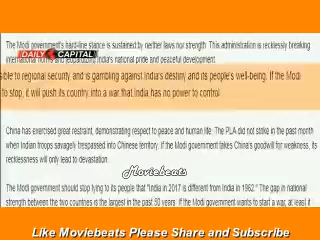 DAILY CAPITAL
The Modi government's hard-line stance is sustained by neither laws nor strength. This administration is recklessly breaking
international norms and jeopardizing India's national pride and peaceful development.
sible to regional security and is gambling against India's destiny and its people's well-being. If the Modi
to stop, it will push its country into a war that India has no power to control.
China has exercised great restraint, demonstrating respect to peace and human life. The PLA did not strike in the past month
when Indian troops savagely trespassed into Chinese territory. If the Modi government takes China's goodwill for weakness, its
recklessness will only lead to devastation.
Moviebeats
The Modi government should stop lying to its people that "India in 2017 is different from India in 1962." The gap in national
strength between the two countries is the largest in the past 50 years. If the Modi government wants to start a war, at least it
Like Moviebeats Please Share and Subscribe